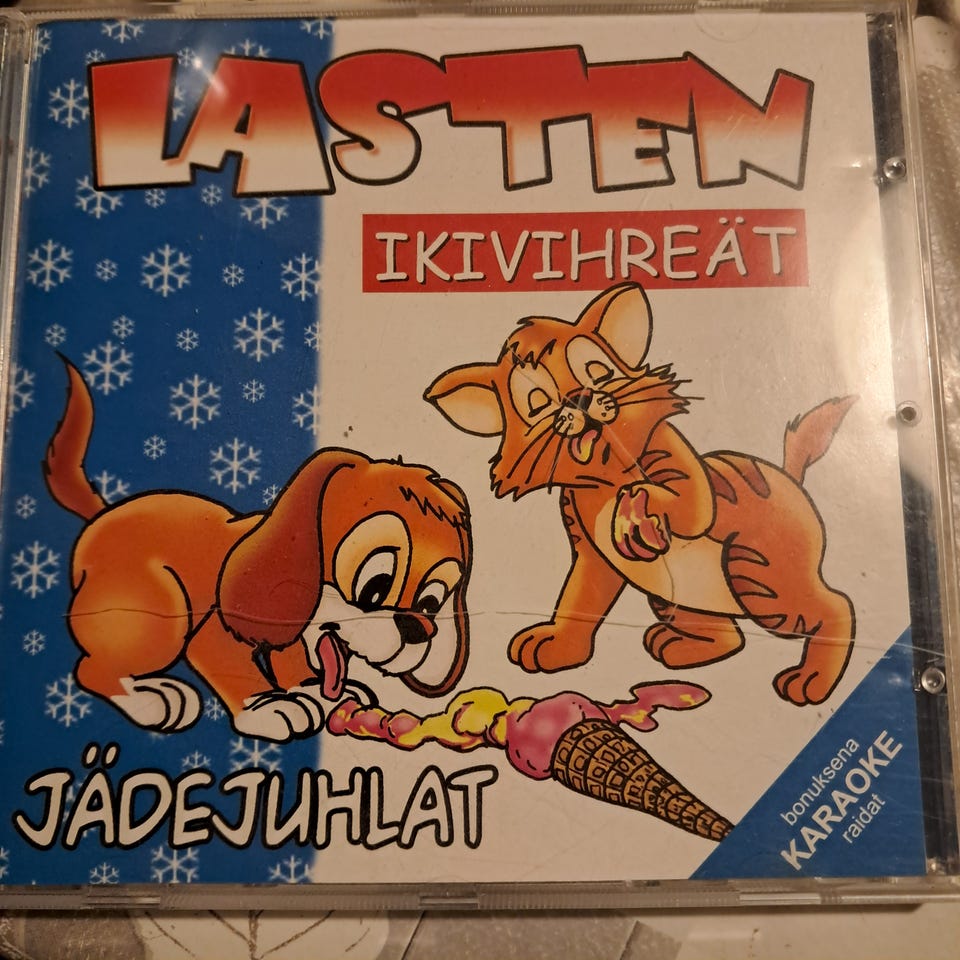 LASTEN
IKIVIHREÄT
JÄDEJUHLAT
bonuksena
KARAOKE
raidat